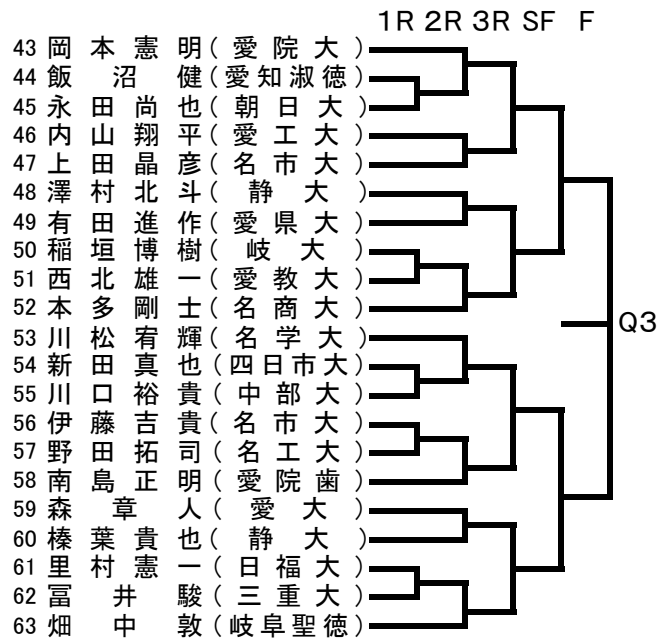 1R 2R 3R SF F
43 岡本憲明(愛院大)
44 飯沼健(愛知淑徳)
45 永田尚也(朝日大)
46 内山翔平(愛工大)
47 上田晶彦(名市大)
48 澤村北斗(静大)
49 有田進作(愛県大)
50 稲垣博樹(岐大)
51 西北雄一(愛教大)
52 本多剛士(名商大)
53 川松宥輝(名学大)
Q3
54 新田真也(四日市大)
55 川口裕貴(中部大)
56 伊藤吉貴(名市大)
57 野田拓司(名工大)
58 南島正明(愛院歯)
59 森章人(愛大)
60 榛葉貴也(静大)
61 里村憲一(日福大)
62 冨井駿(三重大)
63 畑中敦(岐阜聖徳)